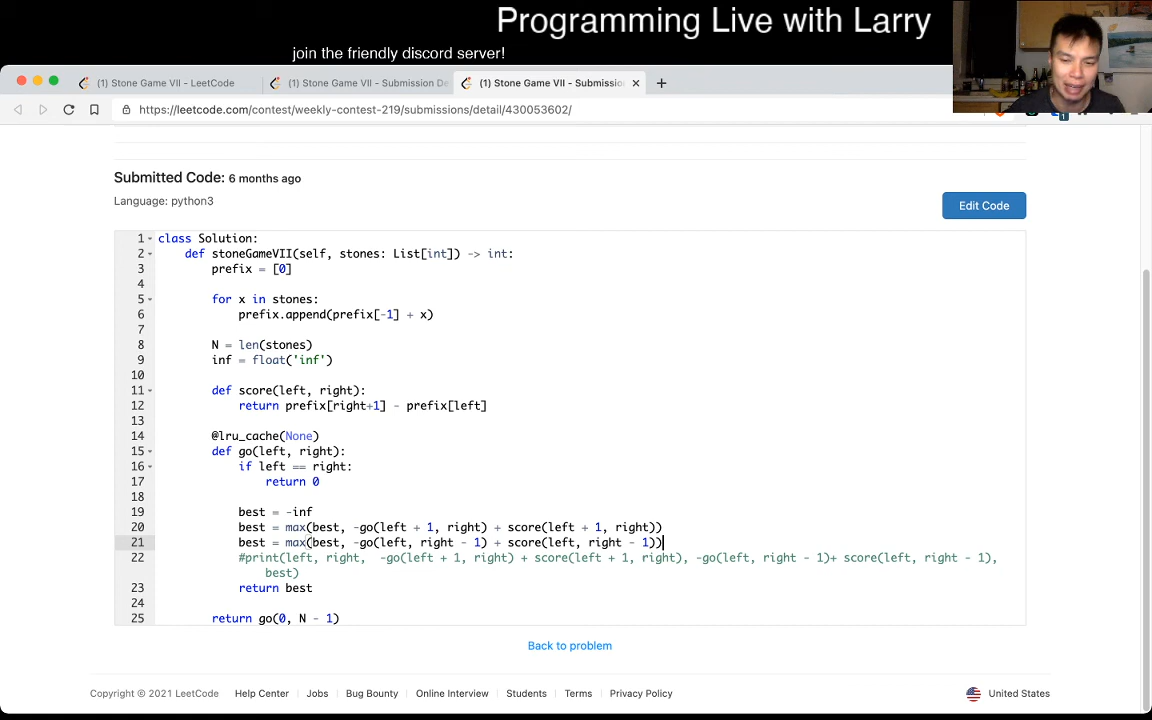 Programming Live with Larry
join the friendly discord server!
(1) Stone Game VII - LeetCode
(1) Stone Game VII - Submission De
(1) Stone Game VII - Submission
https://leetcode.com/contest/weekly-contest-219/submissions/detail/430053602/
Submitted Code: 6 months ago
Language: python3
Edit Code
1 class Solution:
2 def stoneGameVII(self, stones: List[int]) -> int:
3 prefix = [0]
4
5 for x in stones:
6 prefix.append(prefix[-1] + x)
7
8 N = len(stones)
9 inf = float('inf')
10
11 def score(left, right):
12 return prefix[right+1] - prefix[left]
13
14 @lru_cache(None)
15 def go(left, right):
16 if left == right:
17 return 0
18
19 best = -inf
20 best = max(best, -go(left + 1, right) + score(left + 1, right))
21 best = max(best, -go(left, right - 1) + score(left, right - 1))
22 #print(left, right,  -go(left + 1, right) + score(left + 1, right), -go(left, right - 1)+ score(left, right - 1),
best)
23 return best
24
25 return go(0, N - 1)
Back to problem
Copyright © 2021 LeetCode Help Center | Jobs | Bug Bounty | Online Interview | Students | Terms | Privacy Policy United States